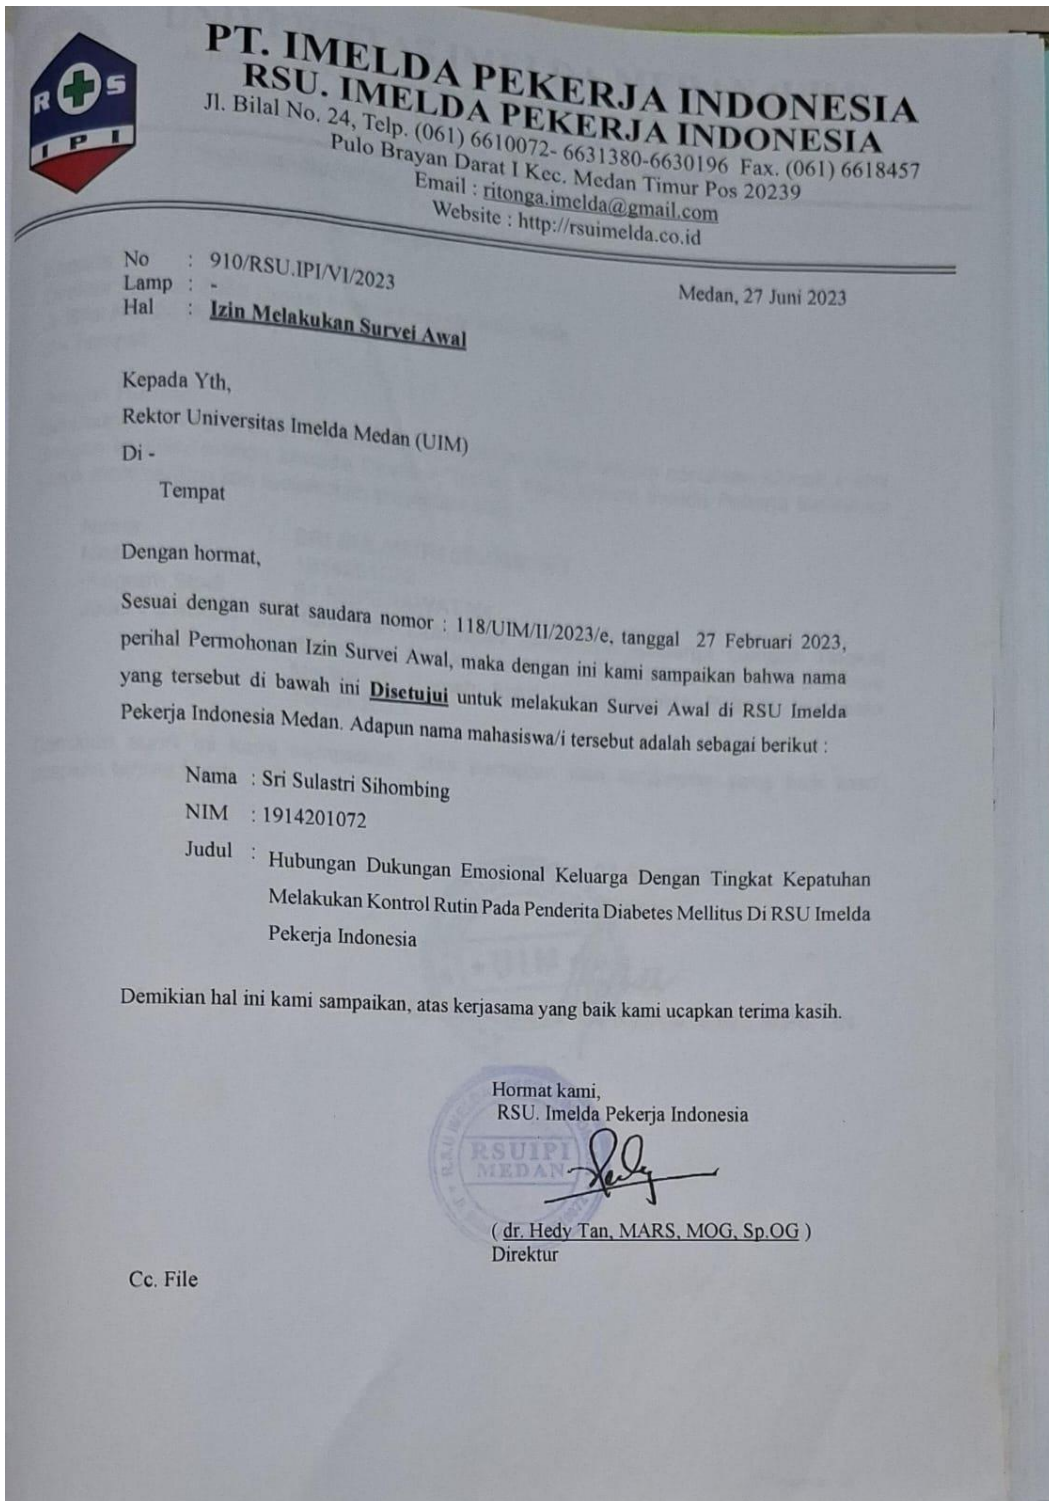 R S
I P I
PT. IMELDA PEKERJA INDONESIA
RSU. IMELDA PEKERJA INDONESIA
Jl. Bilal No. 24, Telp. (061) 6610072- 6631380-6630196 Fax. (061) 6618457
Pulo Brayan Darat I Kec. Medan Timur Pos 20239
Email : ritonga.imelda@gmail.com
Website : http://rsuimelda.co.id
No : 910/RSU.IPI/VI/2023
Medan, 27 Juni 2023
Lamp : -
Hal : Izin Melakukan Survei Awal
Kepada Yth,
Rektor Universitas Imelda Medan (UIM)
Di -
Tempat
Dengan hormat,
Sesuai dengan surat saudara nomor : 118/UIM/II/2023/e, tanggal 27 Februari 2023,
perihal Permohonan Izin Survei Awal, maka dengan ini kami sampaikan bahwa nama
yang tersebut di bawah ini Disetujui untuk melakukan Survei Awal di RSU Imelda
Pekerja Indonesia Medan. Adapun nama mahasiswa/i tersebut adalah sebagai berikut :
Nama : Sri Sulastri Sihombing
NIM : 1914201072
Judul : Hubungan Dukungan Emosional Keluarga Dengan Tingkat Kepatuhan
Melakukan Kontrol Rutin Pada Penderita Diabetes Mellitus Di RSU Imelda
Pekerja Indonesia
Demikian hal ini kami sampaikan, atas kerjasama yang baik kami ucapkan terima kasih.
Hormat kami,
RSU. Imelda Pekerja Indonesia
RSUIPI
MEDAN
( dr. Hedy Tan, MARS, MOG, Sp.OG )
Direktur
Cc. File